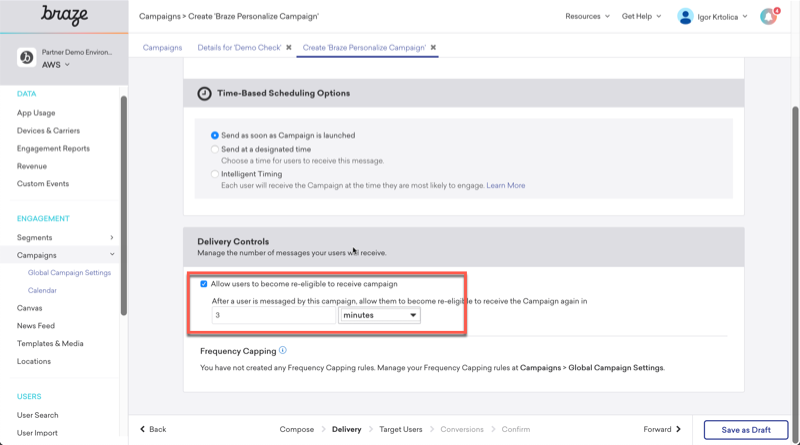 braze
Campaigns > Create 'Braze Personalize Campaign'
Resources
Get Help
Igor Krtolica
4
Partner Demo Environ...
AWS
Campaigns
Details for 'Demo Check'
Create 'Braze Personalize Campaign'
DATA
App Usage
Devices & Carriers
Engagement Reports
Revenue
Custom Events
ENGAGEMENT
Segments
Campaigns
Global Campaign Settings
Calendar
Canvas
News Feed
Templates & Media
Locations
USERS
User Search
User Import
Time-Based Scheduling Options
Send as soon as Campaign is launched
Send at a designated time
Choose a time for users to receive this message.
Intelligent Timing
Each user will receive the Campaign at the time they are most likely to engage. Learn More
Delivery Controls
Manage the number of messages your users will receive.
Allow users to become re-eligible to receive campaign
After a user is messaged by this campaign, allow them to become re-eligible to receive the Campaign again in
3
minutes
Frequency Capping
You have not created any Frequency Capping rules. Manage your Frequency Capping rules at Campaigns > Global Campaign Settings.
Back
Compose
Delivery
Target Users
Conversions
Confirm
Forward
Save as Draft